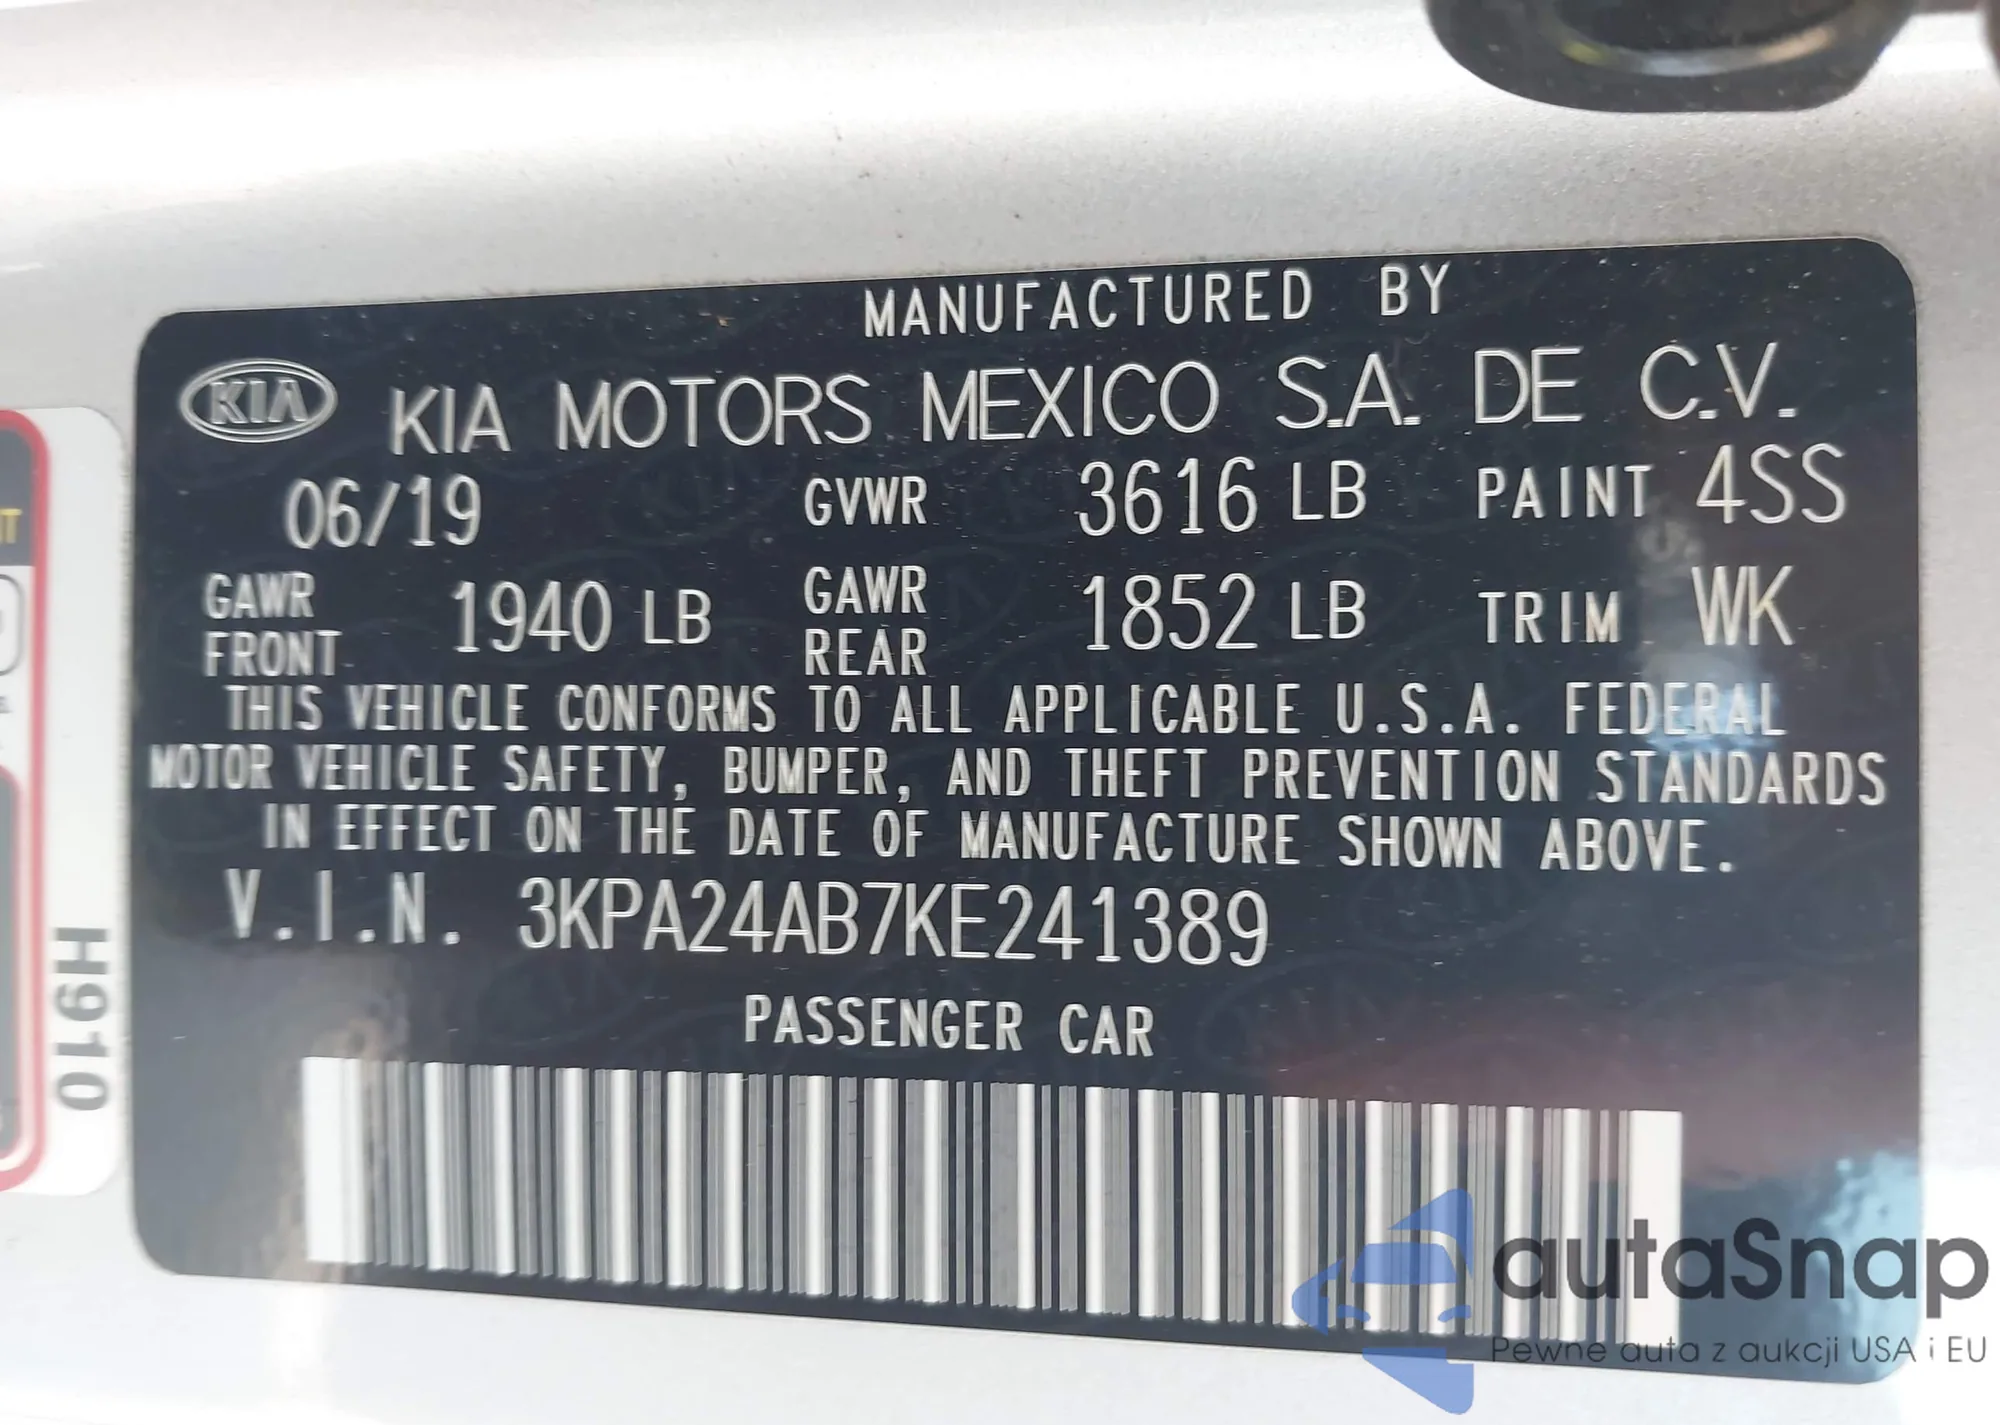 MANUFACTURED BY
KIA KIA MOTORS MEXICO S.A. DE C.V.
06/19 GVWR 3616 LB PAINT 4SS
GAWR FRONT 1940 LB GAWR REAR 1852 LB TRIM WK
THIS VEHICLE CONFORMS TO ALL APPLICABLE U.S.A. FEDERAL
MOTOR VEHICLE SAFETY, BUMPER, AND THEFT PREVENTION STANDARDS
IN EFFECT ON THE DATE OF MANUFACTURE SHOWN ABOVE.
V.I.N. 3KPA24AB7KE241389
PASSENGER CAR
H910
autaSnap
Pewne auta z aukcji USA i EU